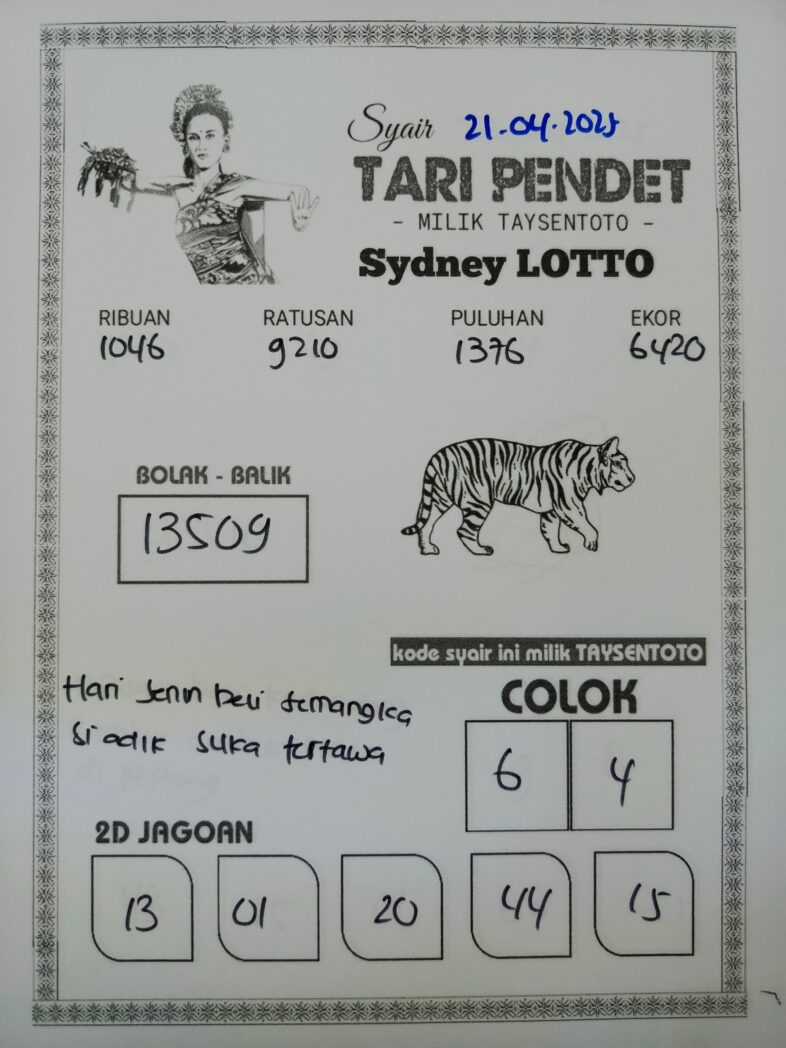 Syair 21.04.2025
TARI PENDET
- MILIK TAYSENTOTO -
Sydney LOTTO
RIBUAN RATUSAN PULUHAN EKOR
1046 9210 1376 6420
BOLAK - BALIK
13509
kode syair ini milik TAYSENTOTO
COLOK
6 4
Hari senin beli semangka
si adik suka tertawa
2D JAGOAN
13 01 20 44 15